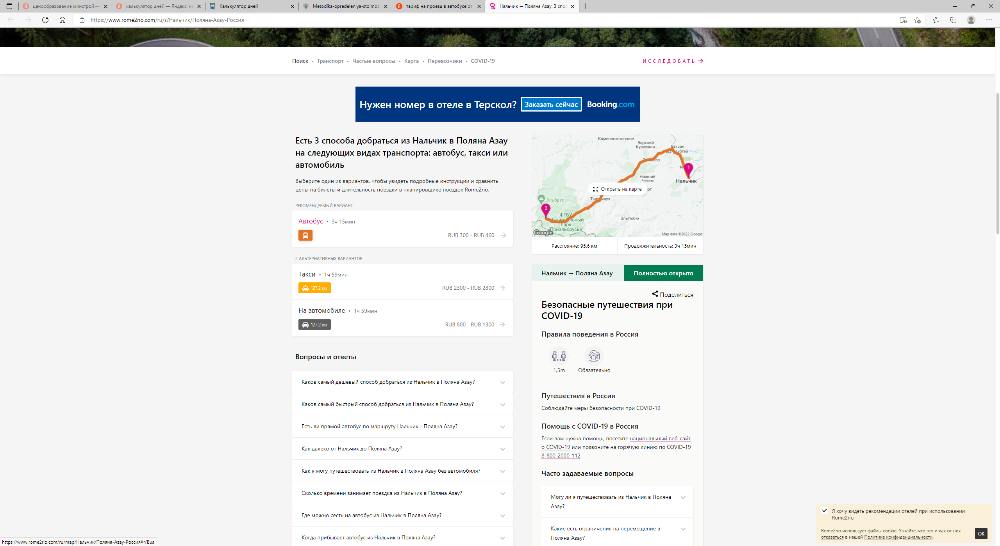 ценообразование минстрой —
калькулятор дней — Яндекс: на
Калькулятор дней
Metodika-opredeleniya-stoimost
тариф на проезд в автобусе от
Нальчик → Поляна Азау: 3 спос
https://www.rome2rio.com/ru/s/Нальчик/Поляна-Азау-Россия
Поиск • Транспорт • Частые вопросы • Карта • Перевозчики • COVID-19
ИССЛЕДОВАТЬ →
Нужен номер в отеле в Терскол? Заказать сейчас Booking.com
Есть 3 способа добраться из Нальчик в Поляна Азау
на следующих видах транспорта: автобус, такси или
автомобиль
Выберите один из вариантов, чтобы увидеть подробные инструкции и сравнить
цены на билеты и длительность поездки в планировщике поездок Rome2rio.
РЕКОМЕНДУЕМЫЙ ВАРИАНТ
Автобус • 3ч 15мин
RUB 300 - RUB 460
2 АЛЬТЕРНАТИВНЫХ ВАРИАНТОВ
Такси • 1ч 59мин
127.2 км
RUB 2300 - RUB 2800
На автомобиле • 1ч 59мин
127.2 км
RUB 800 - RUB 1300
Вопросы и ответы
Каков самый дешевый способ добраться из Нальчик в Поляна Азау?
Каков самый быстрый способ добраться из Нальчик в Поляна Азау?
Есть ли прямой автобус по маршруту Нальчик - Поляна Азау?
Как далеко от Нальчик до Поляна Азау?
Как я могу путешествовать из Нальчик в Поляна Азау без автомобиля?
Сколько времени занимает поездка из Нальчик в Поляна Азау?
Где можно сесть на автобус из Нальчик в Поляна Азау?
Когда прибывает автобус из Нальчик в Поляна Азау?
Каменномостское
Верхний
Куркужин
Баксан
E50
1
Нальчик
Нижний
Чегем
Открыть на карте
Эльбрус
2
ФГБУ
"Национальный
парк
"Приэльбрусье"
Эльтюбю
Google
Map data ©2022 Google
Расстояние: 95.6 км
Продолжительность: 3ч 15мин
Нальчик → Поляна Азау
Полностью открыто
Поделиться
Безопасные путешествия при
COVID-19
Правила поведения в Россия
1,5m
Обязательно
Путешествия в Россия
Соблюдайте меры безопасности при COVID-19
Помощь с COVID-19 в Россия
Если вам нужна помощь, посетите национальный веб-сайт
о COVID-19 или позвоните на горячую линию по COVID-19
8-800-2000-112
Часто задаваемые вопросы
Могу ли я путешествовать из Нальчик в Поляна
Азау?
Какие есть ограничения на перемещение в
Поляна Азау?
Я хочу видеть рекомендации отелей при использовании
Rome2rio
Rome2rio использует файлы cookie. Узнайте, что это и как от них
отказаться в нашей Политике конфиденциальности.
OK
https://www.rome2rio.com/ru/map/Нальчик/Поляна-Азау-Россия#r/Bus